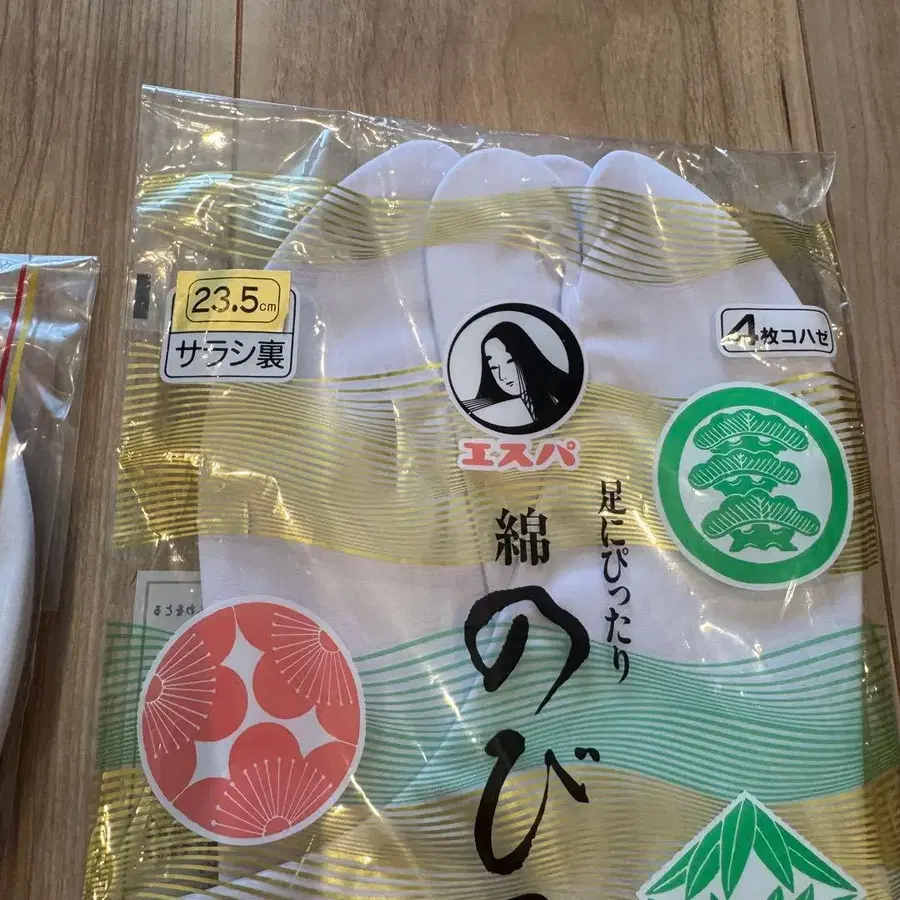 23.5cm
サラシ裏
4枚コハゼ
エスパ
足にぴったり
綿
のび